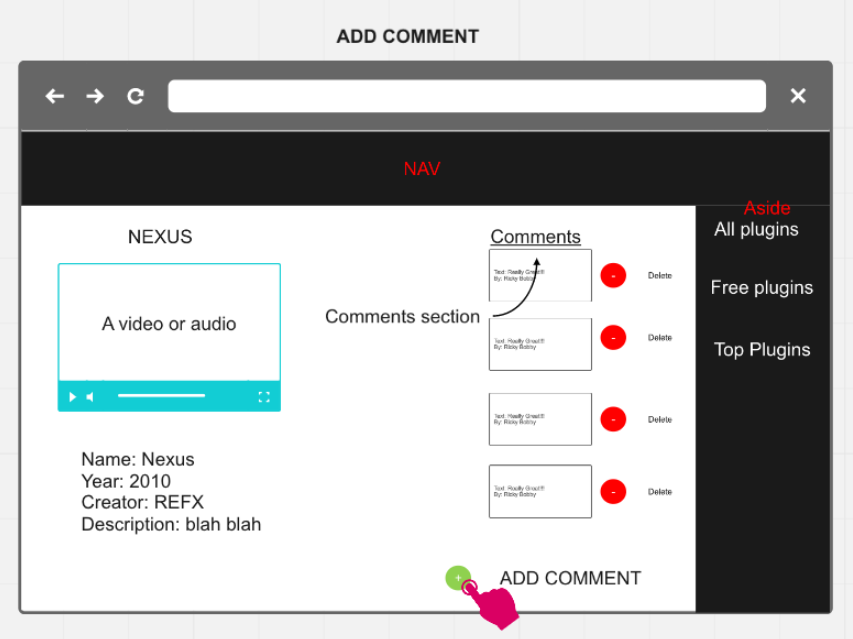 ADD COMMENT
NAV
Aside
NEXUS
A video or audio
Name: Nexus
Year: 2010
Creator: REFX
Description: blah blah
Comments
Comments section
Text: Really Great!!!
By: Ricky Bobby
-
Delete
Text: Really Great!!!
By: Ricky Bobby
-
Delete
Text: Really Great!!!
By: Ricky Bobby
-
Delete
Text: Really Great!!!
By: Ricky Bobby
-
Delete
+
ADD COMMENT
All plugins
Free plugins
Top Plugins